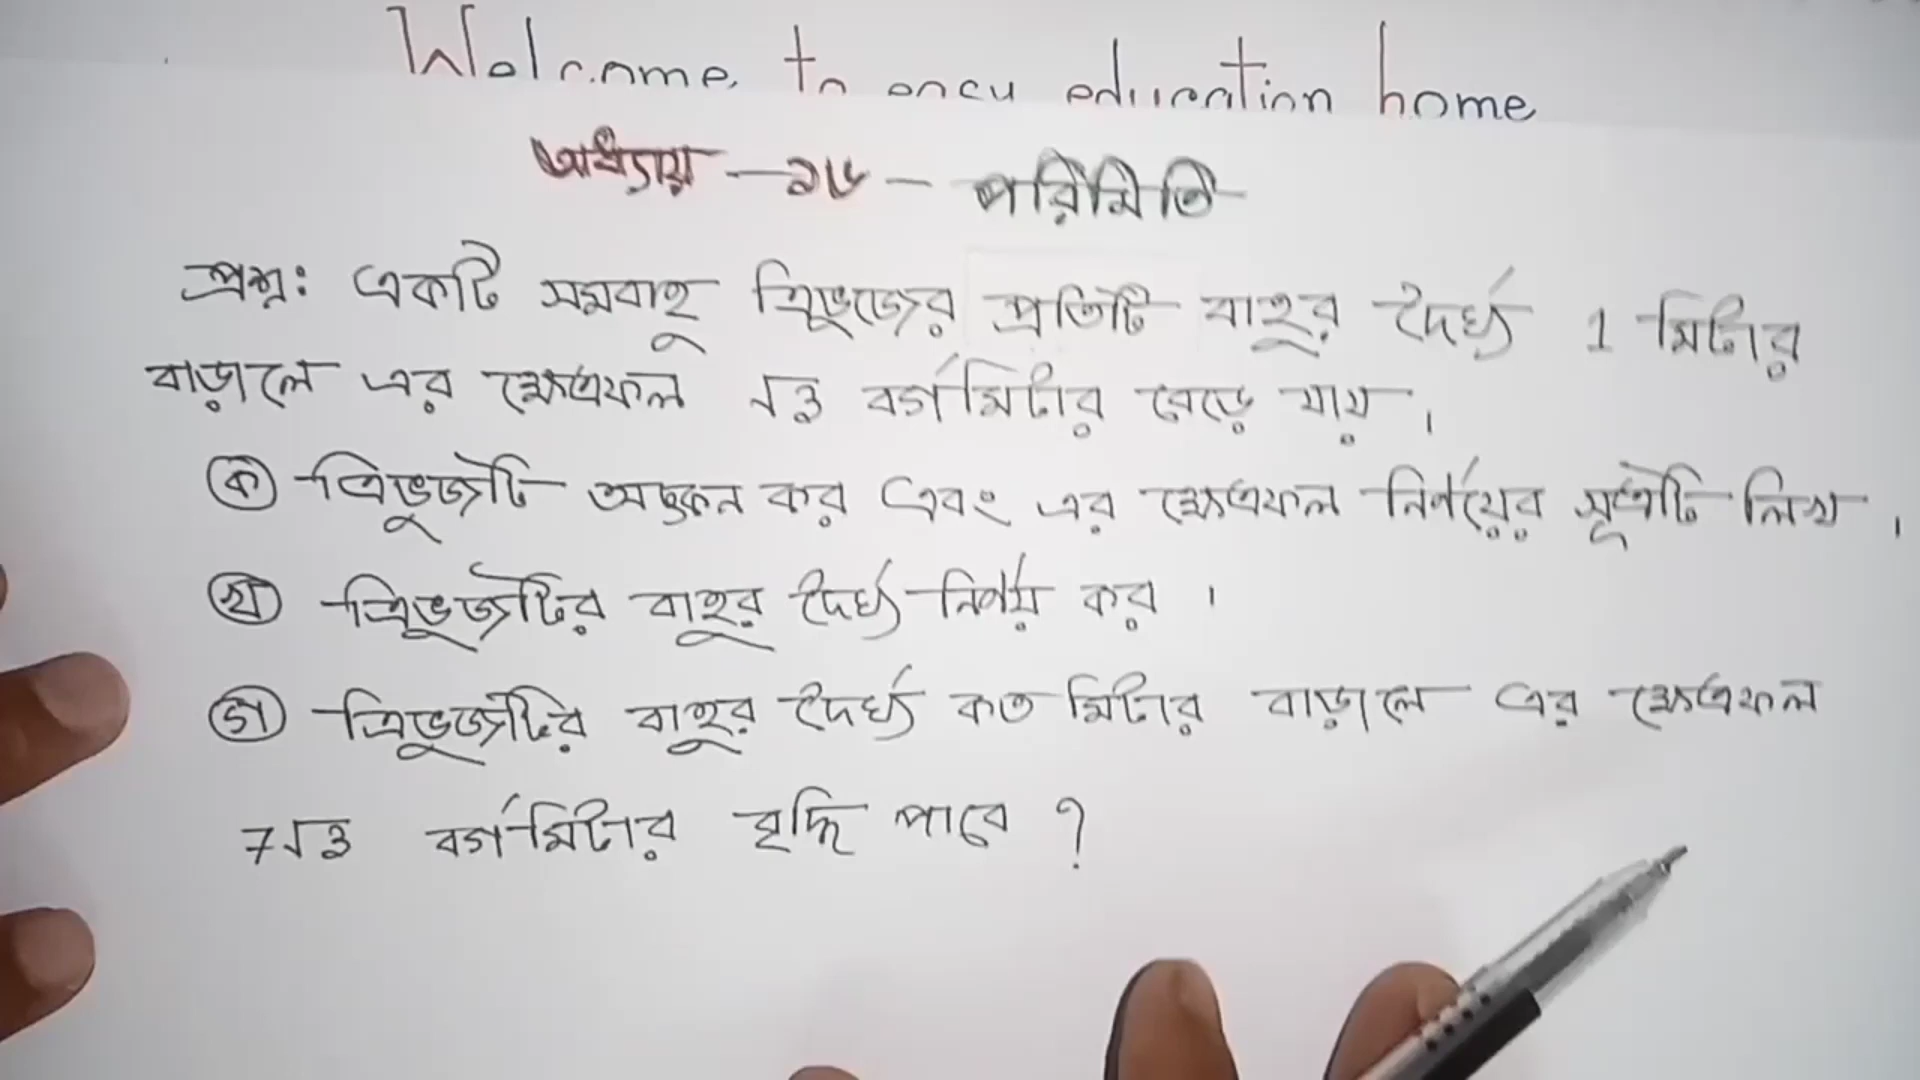 Welcome to easy education home
অধ্যায় - ১৬ - পরিমিতি
প্রশ্ন: একটি সমবাহু ত্রিভুজের প্রতিটি বাহুর দৈর্ঘ্য 1 মিটার
বাড়ালে এর ক্ষেত্রফল √3 বর্গমিটার বেড়ে যায় ।
ক ত্রিভুজটি অঙ্কন কর এবং এর ক্ষেত্রফল নির্ণয়ের সূত্রটি লিখ ।
খ ত্রিভুজটির বাহুর দৈর্ঘ্য নির্ণয় কর ।
গ ত্রিভুজটির বাহুর দৈর্ঘ্য কত মিটার বাড়ালে এর ক্ষেত্রফল
7√3 বর্গমিটার বৃদ্ধি পাবে ?